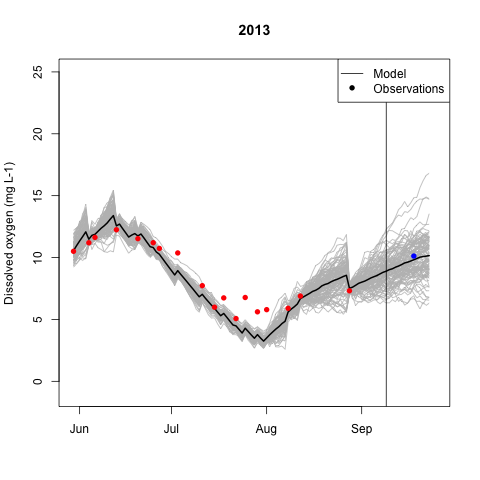 2013
Model
Observations
Dissolved oxygen (mg L-1)
25
20
15
10
5
0
Jun
Jul
Aug
Sep